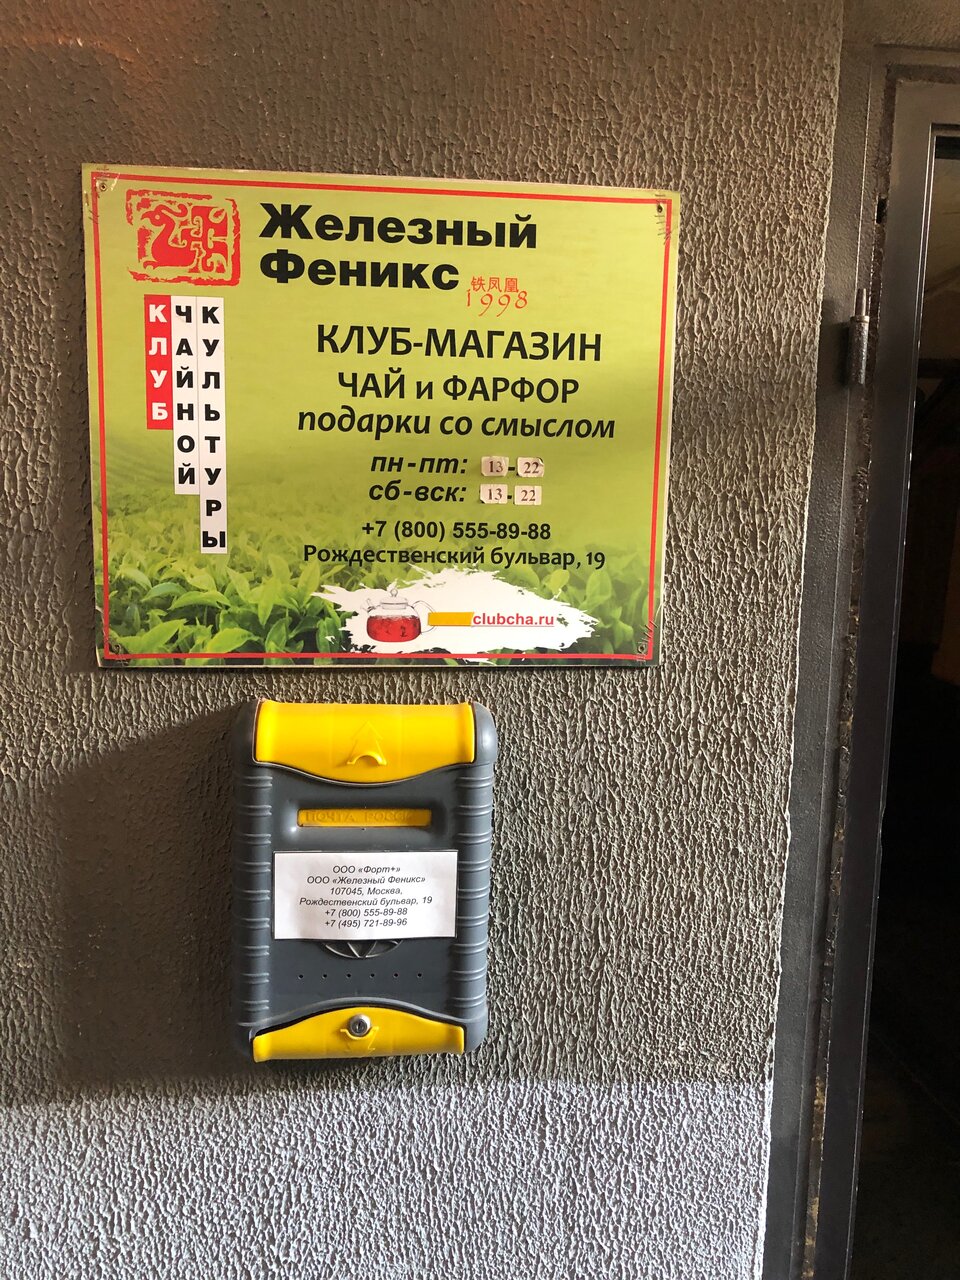 Железный
Феникс
铁凤凰
1998
КЛУБ
ЧАЙНОЙ
КУЛЬТУРЫ
КЛУБ-МАГАЗИН
ЧАЙ и ФАРФОР
подарки со смыслом
пн-пт: 13-22
сб-вск: 13-22
+7 (800) 555-89-88
Рождественский бульвар, 19
clubcha.ru
ПОЧТА РОССИ
ООО «Форт+»
ООО «Железный Феникс»
107045, Москва,
Рождественский бульвар, 19
+7 (800) 555-89-88
+7 (495) 721-89-96